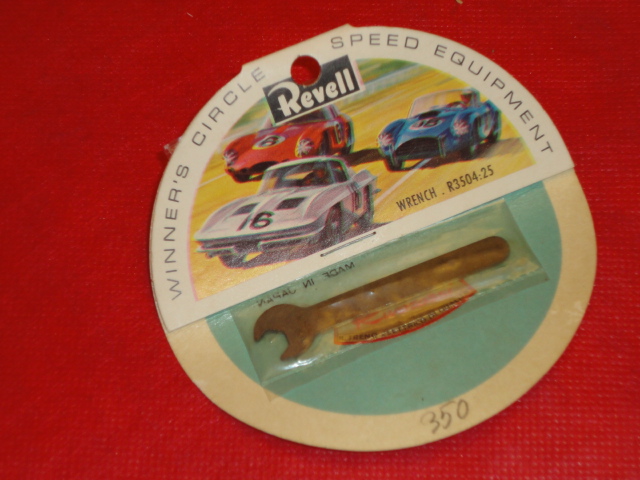 WINNER'S CIRCLE SPEED EQUIPMENT
Revell
6
16
WRENCH . R3504:25
MADE IN JAPAN
350